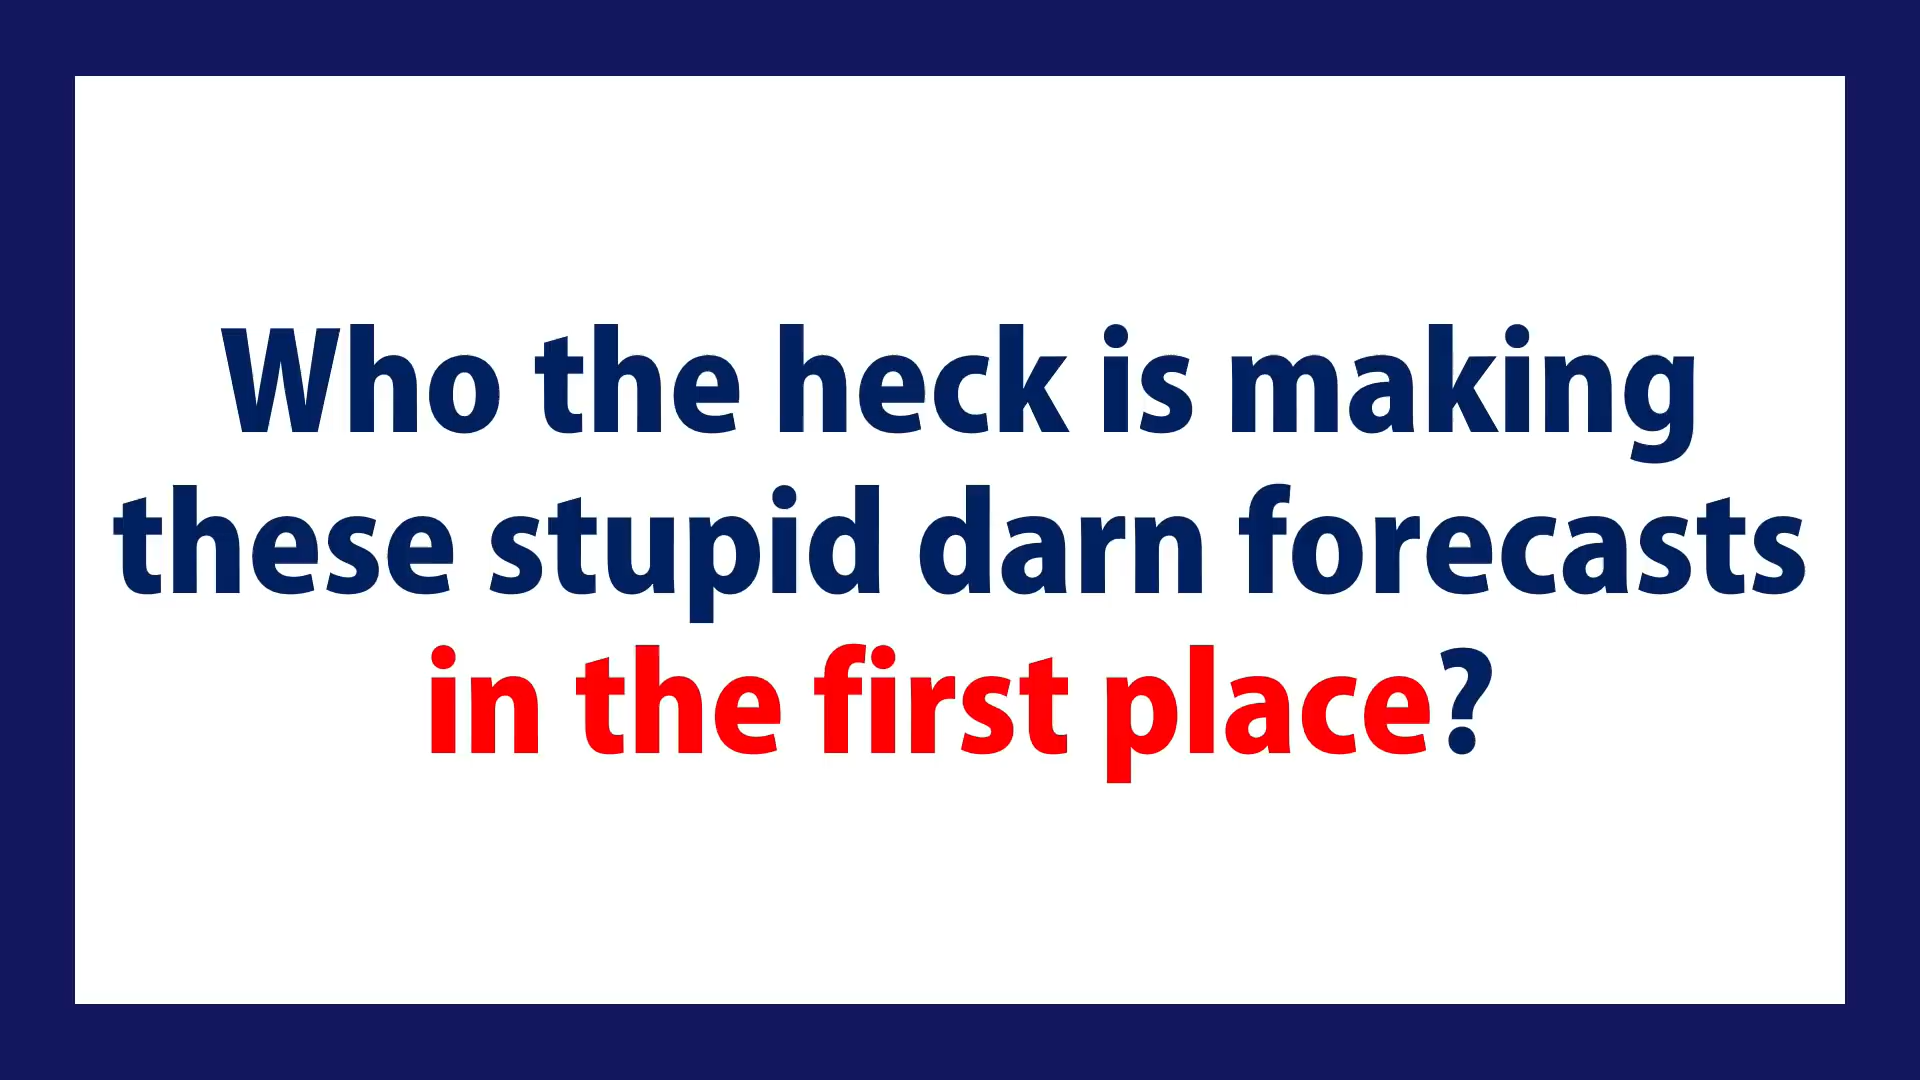 Who the heck is making
these stupid darn forecasts
in the first place?